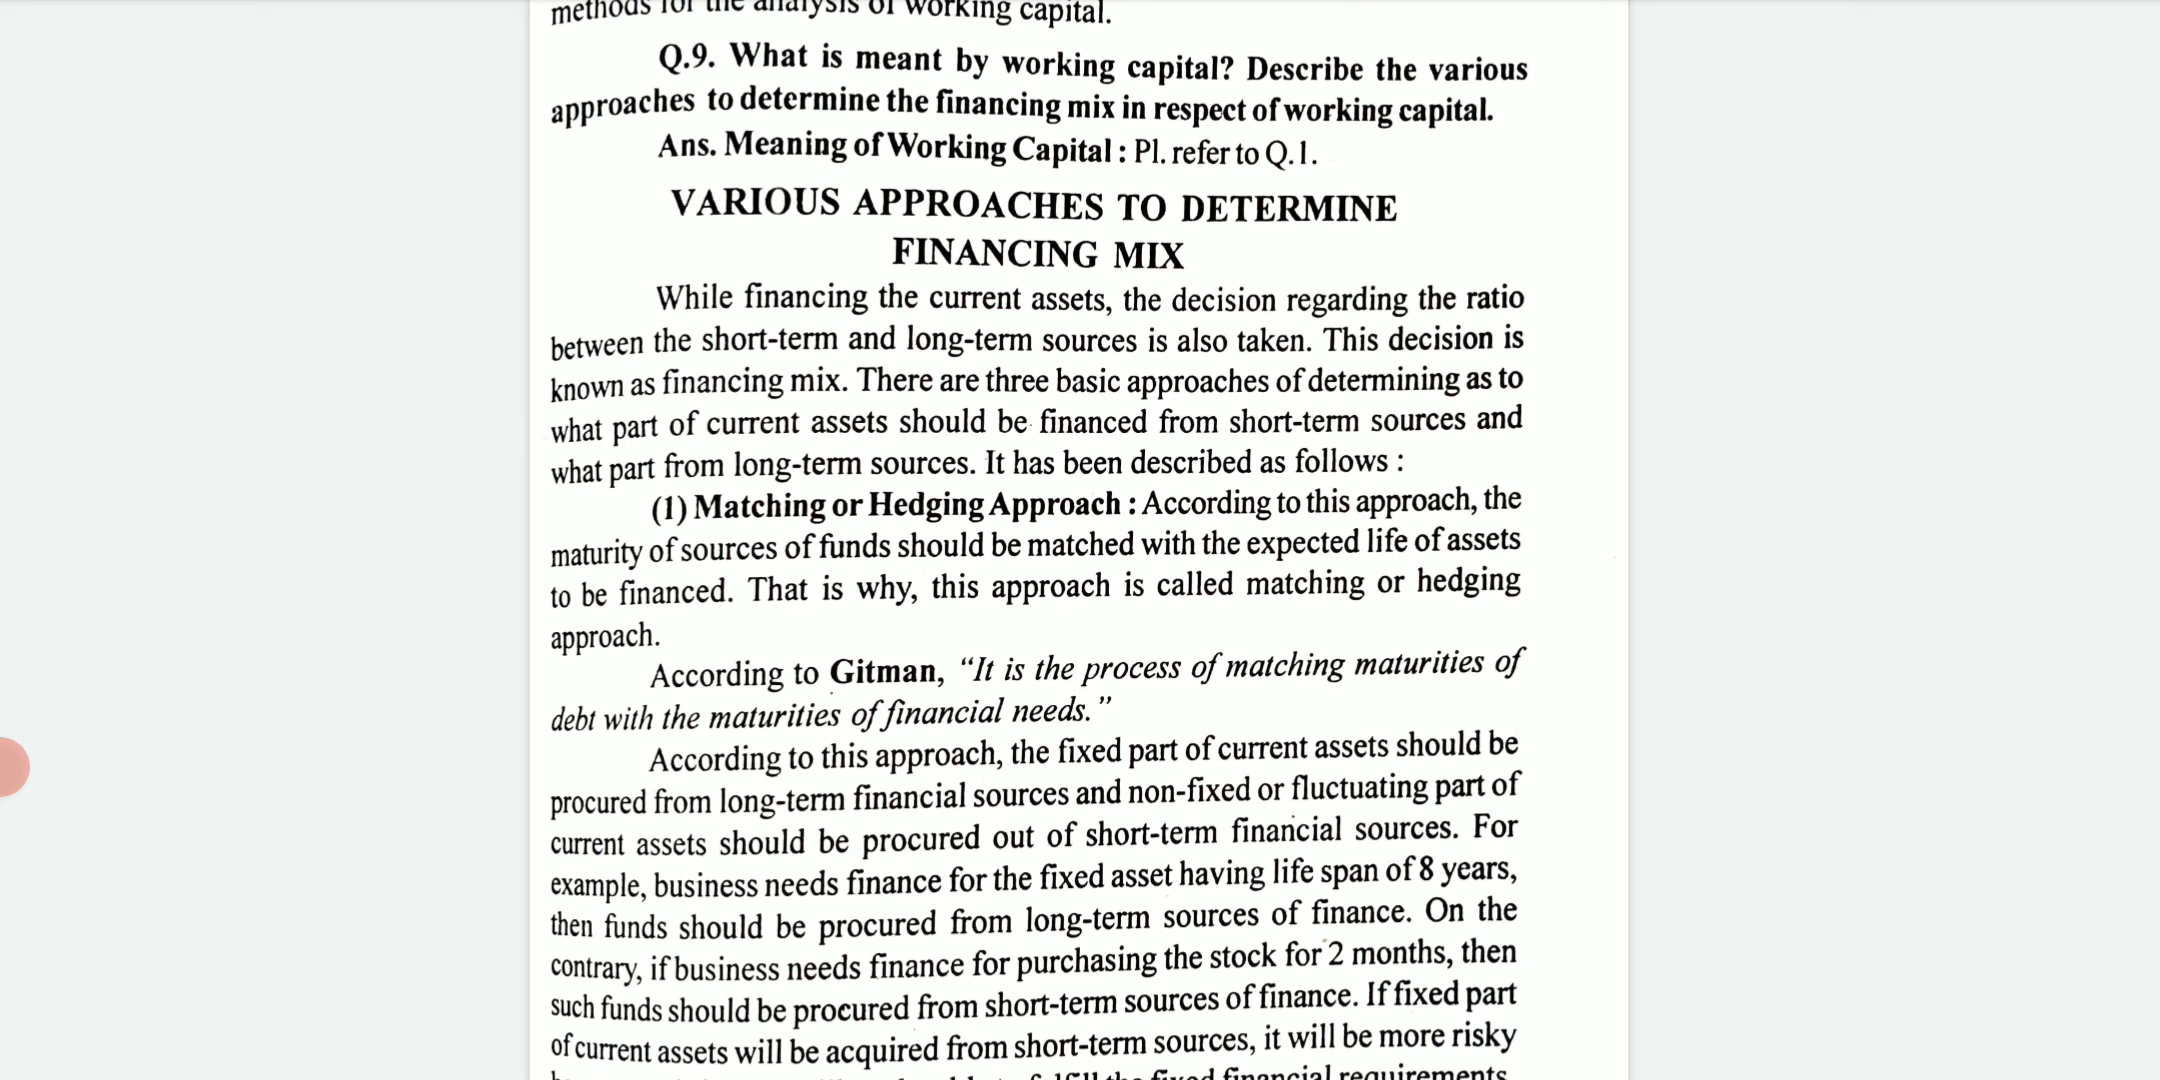 methods for the analysis of working capital.
Q.9. What is meant by working capital? Describe the various
approaches to determine the financing mix in respect of working capital.
Ans. Meaning of Working Capital : Pl. refer to Q.1.
VARIOUS APPROACHES TO DETERMINE
FINANCING MIX
While financing the current assets, the decision regarding the ratio
between the short-term and long-term sources is also taken. This decision is
known as financing mix. There are three basic approaches of determining as to
what part of current assets should be financed from short-term sources and
what part from long-term sources. It has been described as follows :
(1) Matching or Hedging Approach : According to this approach, the
maturity of sources of funds should be matched with the expected life of assets
to be financed. That is why, this approach is called matching or hedging
approach.
According to Gitman, “It is the process of matching maturities of
debt with the maturities of financial needs.”
According to this approach, the fixed part of current assets should be
procured from long-term financial sources and non-fixed or fluctuating part of
current assets should be procured out of short-term financial sources. For
example, business needs finance for the fixed asset having life span of 8 years,
then funds should be procured from long-term sources of finance. On the
contrary, if business needs finance for purchasing the stock for 2 months, then
such funds should be procured from short-term sources of finance. If fixed part
of current assets will be acquired from short-term sources, it will be more risky
the fixed financial requirements